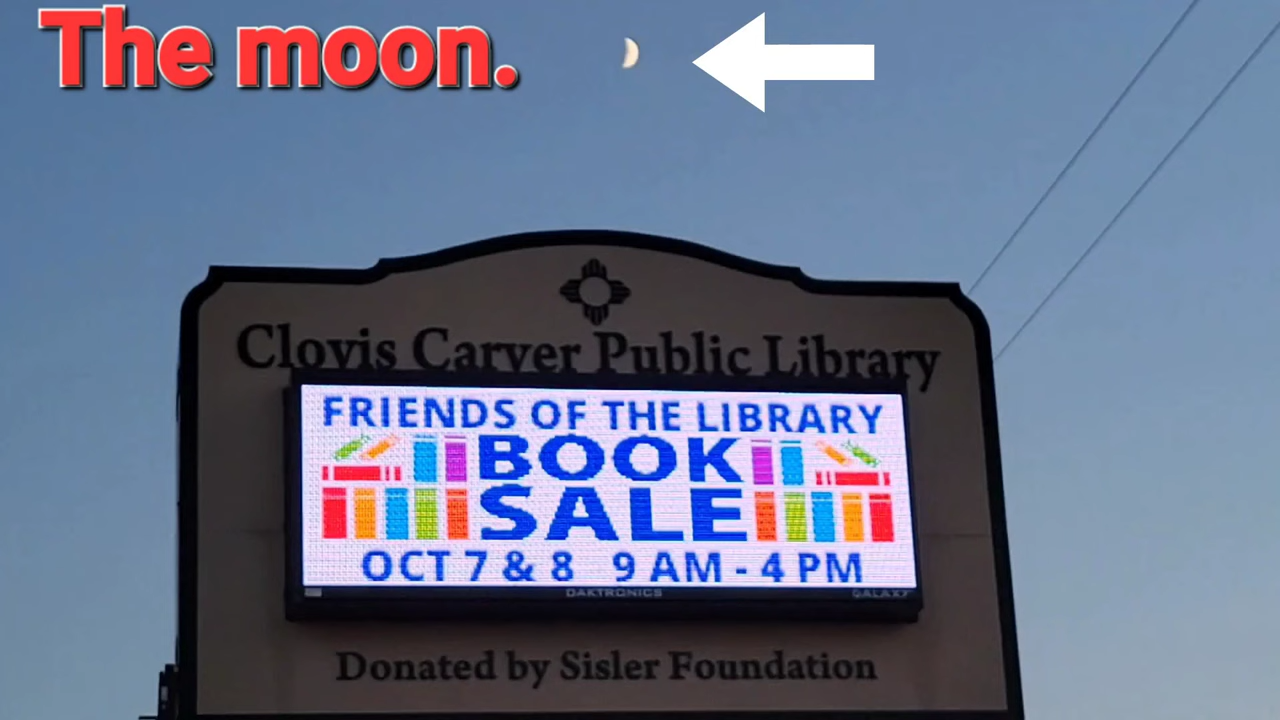 The moon.
Clovis Carver Public Library
FRIENDS OF THE LIBRARY
BOOK
SALE
OCT 7 & 8 9 AM - 4 PM
DAKTRONICS GALAXY
Donated by Sisler Foundation